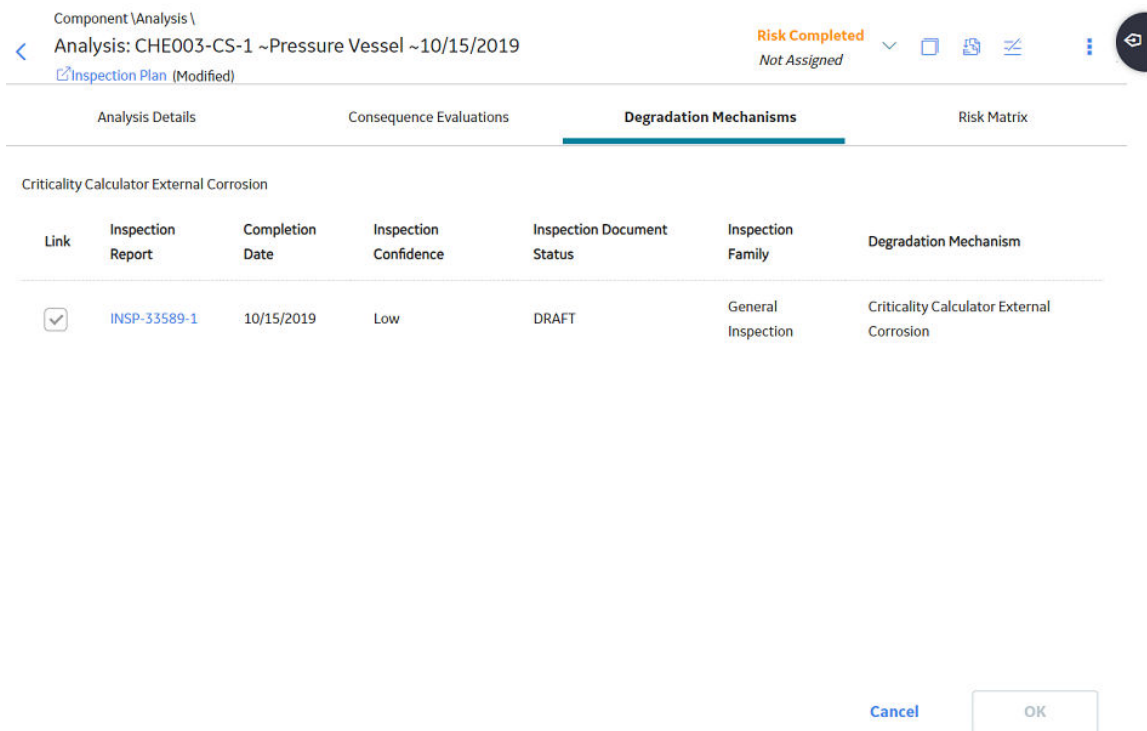 Component \Analysis \
Analysis: CHE003-CS-1 ~Pressure Vessel ~10/15/2019
Risk Completed
Not Assigned
Inspection Plan (Modified)
Analysis Details
Consequence Evaluations
Degradation Mechanisms
Risk Matrix
Criticality Calculator External Corrosion
Link
Inspection
Report
Completion
Date
Inspection
Confidence
Inspection Document
Status
Inspection
Family
Degradation Mechanism
INSP-33589-1
10/15/2019
Low
DRAFT
General
Inspection
Criticality Calculator External
Corrosion
Cancel
OK